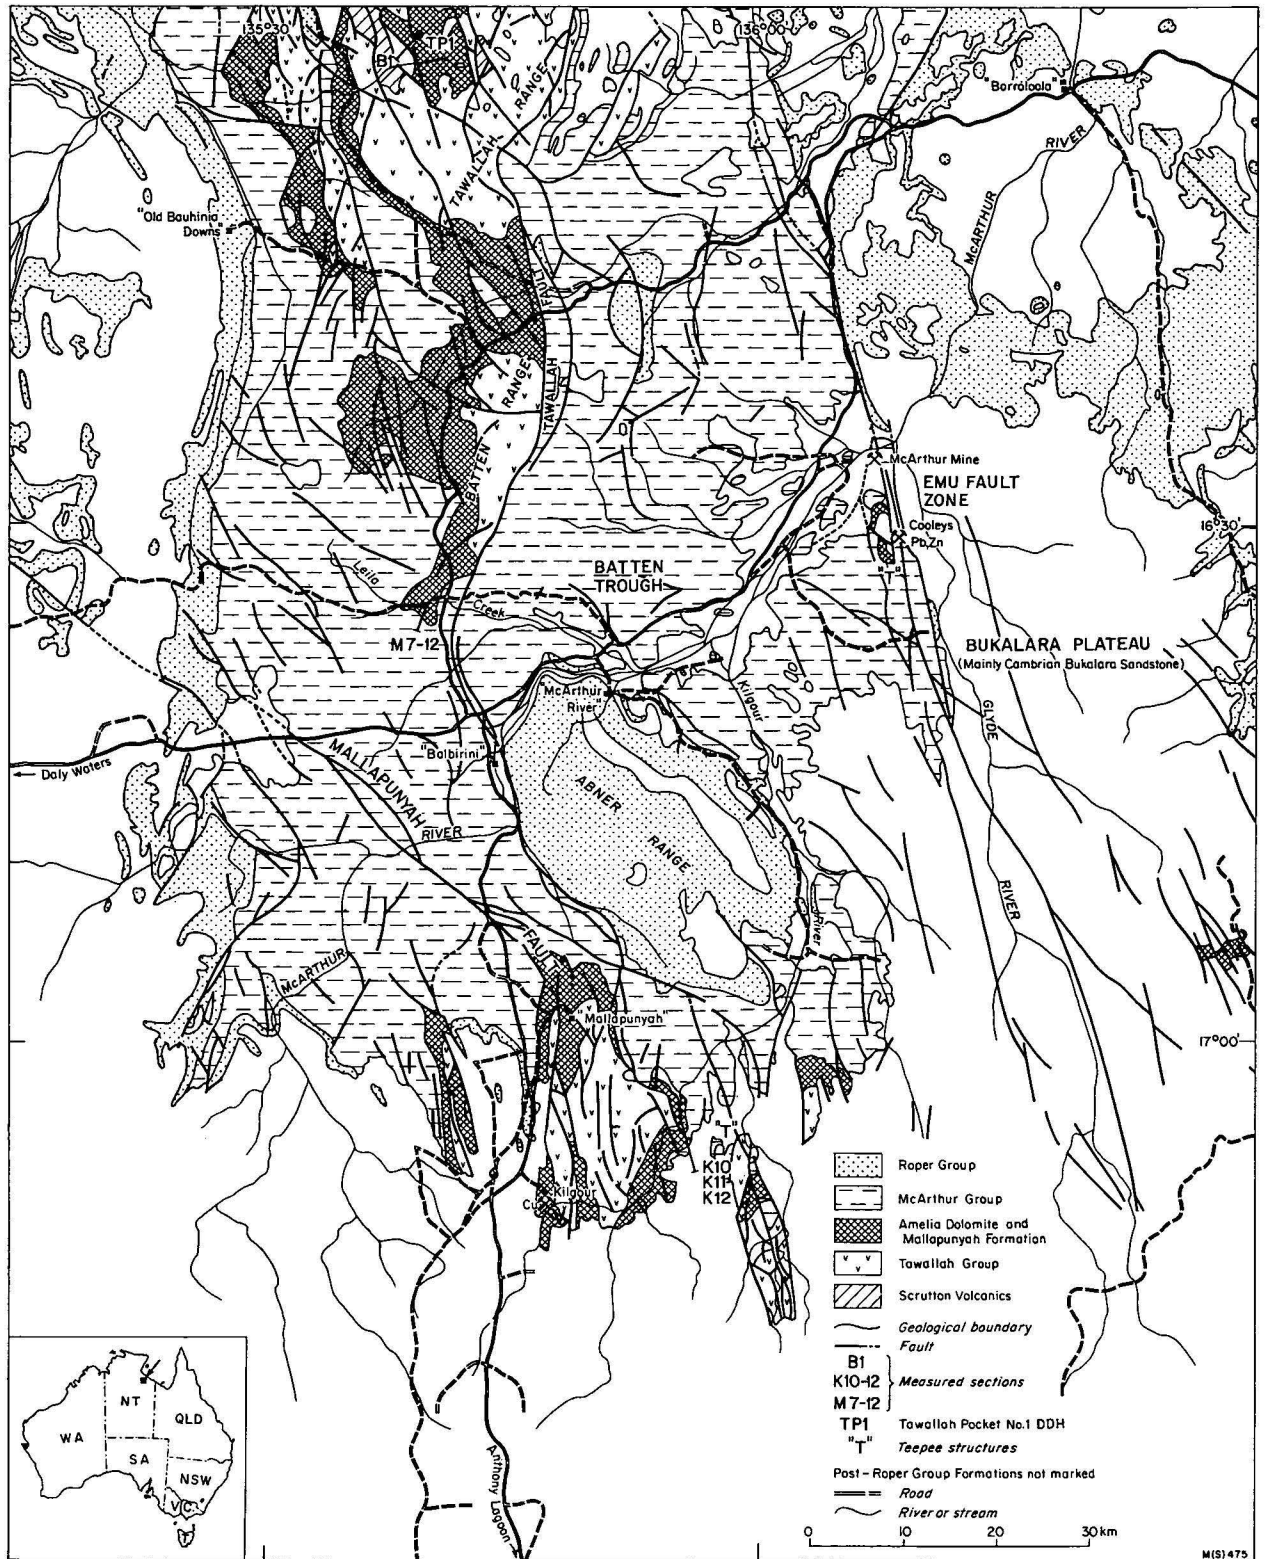 135°30'
TP1
136°00'
B1
RANGE
"Borroloola"
RIVER
TAWALLAH
McARTHUR
"Old Bauhinia
Downs"
FAULT
RANGE
TAWALLAH
BATTEN
McArthur Mine
EMU FAULT
ZONE
16°30'
Cooleys
Pb,Zn
BATTEN
TROUGH
"T"
Leila
Creek
M7-12
BUKALARA PLATEAU
(Mainly Cambrian Bukalara Sandstone)
"McArthur
River"
Kilgour
GLYDE
"Balbirini"
Daly Waters
MALLAPUNYAH
ABNER
RIVER
RANGE
RIVER
River
FAULT
McARTHUR
"Mallapunyah"
17°00'
"T"
K10
K11
K12
Kilgour
Cu
Roper Group
McArthur Group
Amelia Dolomite and
Mallapunyah Formation
Tawallah Group
Scrutton Volcanics
Geological boundary
Fault
B1
K10-12
Measured sections
M7-12
TP1
Tawallah Pocket No.1 DDH
"T"
Teepee structures
Post-Roper Group Formations not marked
Road
River or stream
0 10 20 30km
NT
WA
QLD
SA
NSW
VIC
T
Anthony Lagoon
M(S)475